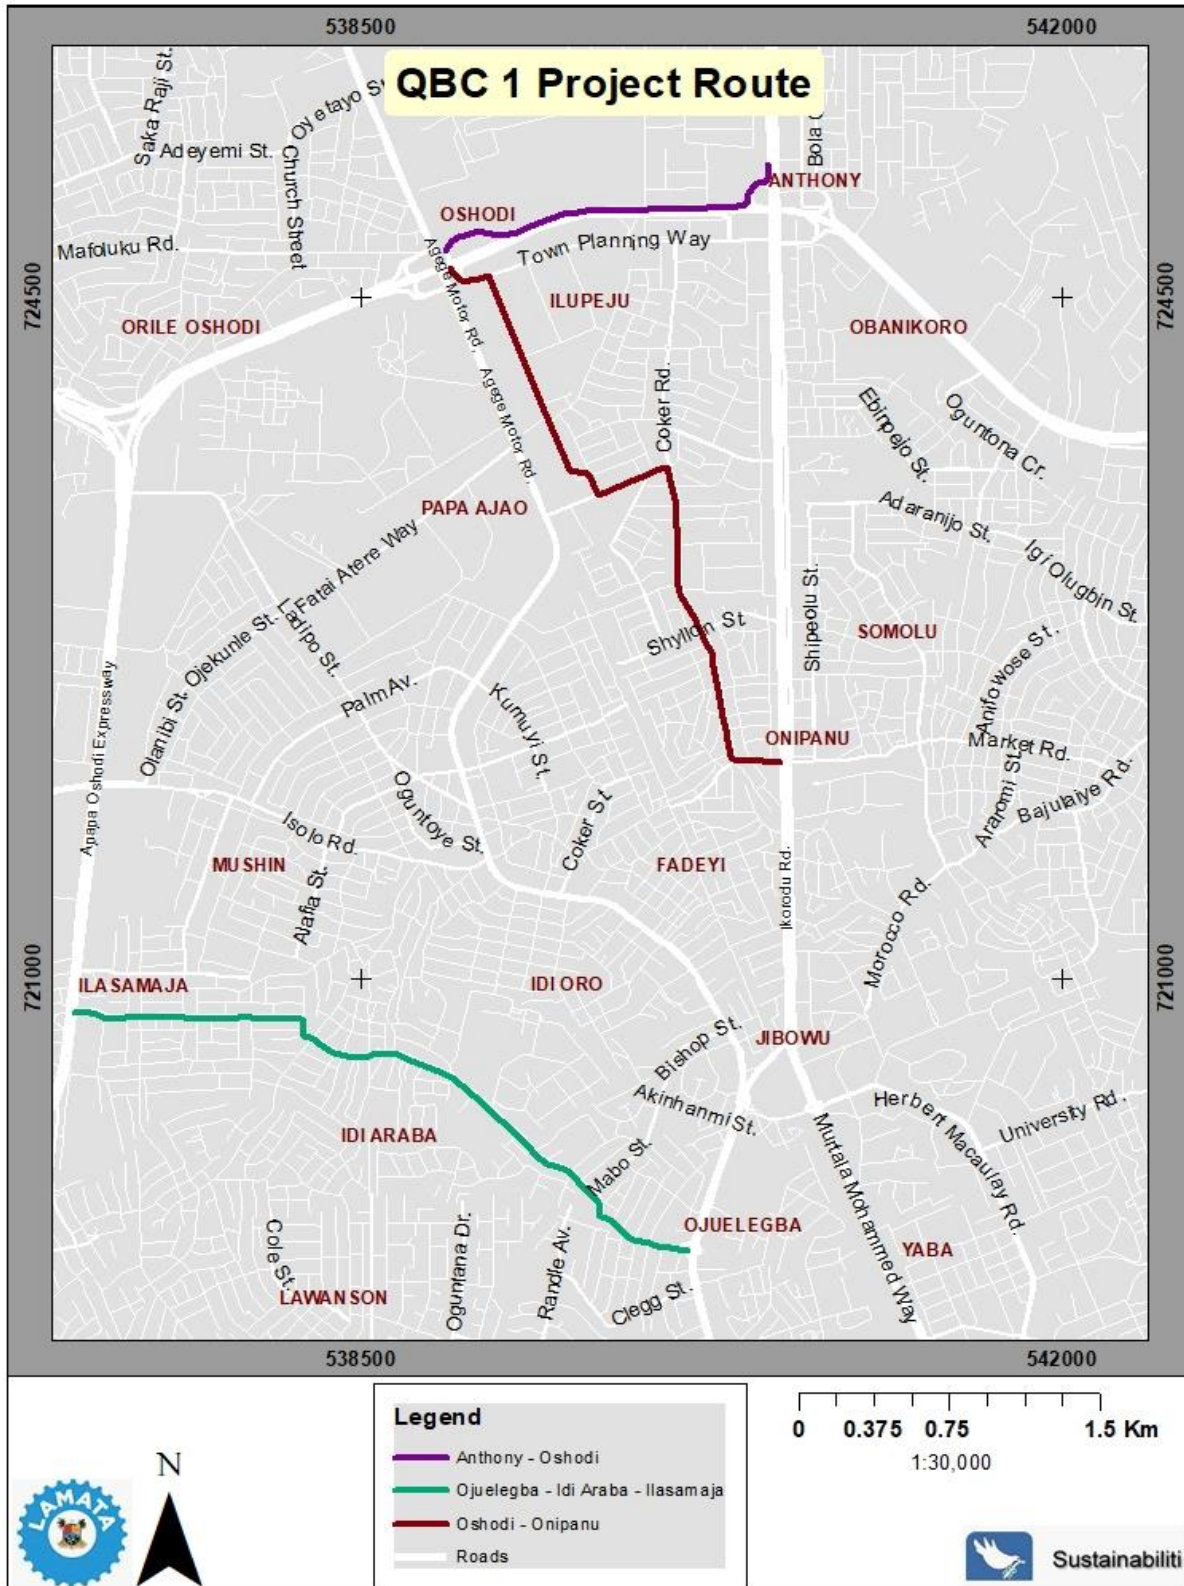 538500
542000
QBC 1 Project Route
Saka Raji St.
Oyetayo
Adeyemi St.
Church Street
Bola
ANTHONY
OSHODI
Mafoluku Rd.
Town Planning Way
Agege Motor Rd.
724500
724500
ILUPEJU
ORILE OSHODI
OBANIKORO
Agege Motor Rd.
Coker Rd.
Ebinpejo St.
Oguntona Cr.
PAPA AJAO
Adaranijo St.
Fatai Atere Way
Igi Olugbin St.
Ladipo St.
Ojekunle St.
Shyllon St
Shipeolu St.
SOMOLU
Anifowose St.
Palm Av.
Olanibi St.
Kumuyi St.
ONIPANU
Market Rd.
Apapa Oshodi Expressway
Oguntoye St.
Araromi St.
Bajulaiye Rd.
Isolo Rd.
Coker St.
MUSHIN
FADEYI
Alafia St.
Ikorodu Rd.
Morocco Rd.
721000
721000
ILASAMAJA
IDI ORO
Bishop St.
JIBOWU
Akinhanmi St.
Herbert Macaulay Rd.
University Rd.
IDI ARABA
Murtala Mohammed Way
Mabo St.
OJUELEGBA
Cole St.
Oguntana Dr.
Randle Av.
YABA
LAWANSON
Clegg St.
538500
542000
Legend
Anthony - Oshodi
Ojuelegba - Idi Araba - Ilasamaja
Oshodi - Onipanu
Roads
0 0.375 0.75 1.5 Km
1:30,000
N
LAMATA
Sustainabiliti